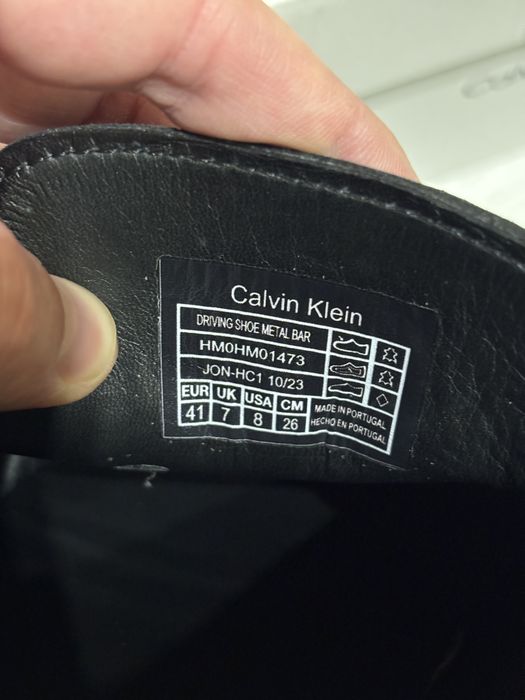 Calvin Klein
DRIVING SHOE METAL BAR
HM0HM01473
JON-HC1 10/23
EUR UK USA CM
41 7 8 26
MADE IN PORTUGAL
HECHO EN PORTUGAL